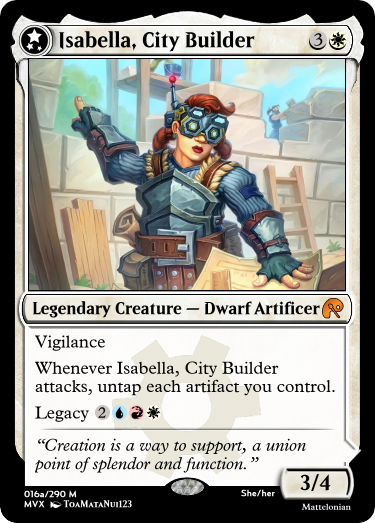 Isabella, City Builder 3
Legendary Creature — Dwarf Artificer
Vigilance
Whenever Isabella, City Builder
attacks, untap each artifact you control.
Legacy 2
“Creation is a way to support, a union
point of splendor and function.”
3/4
016a/290 M She/her
MVX ToaMataNui123 Mattelonian